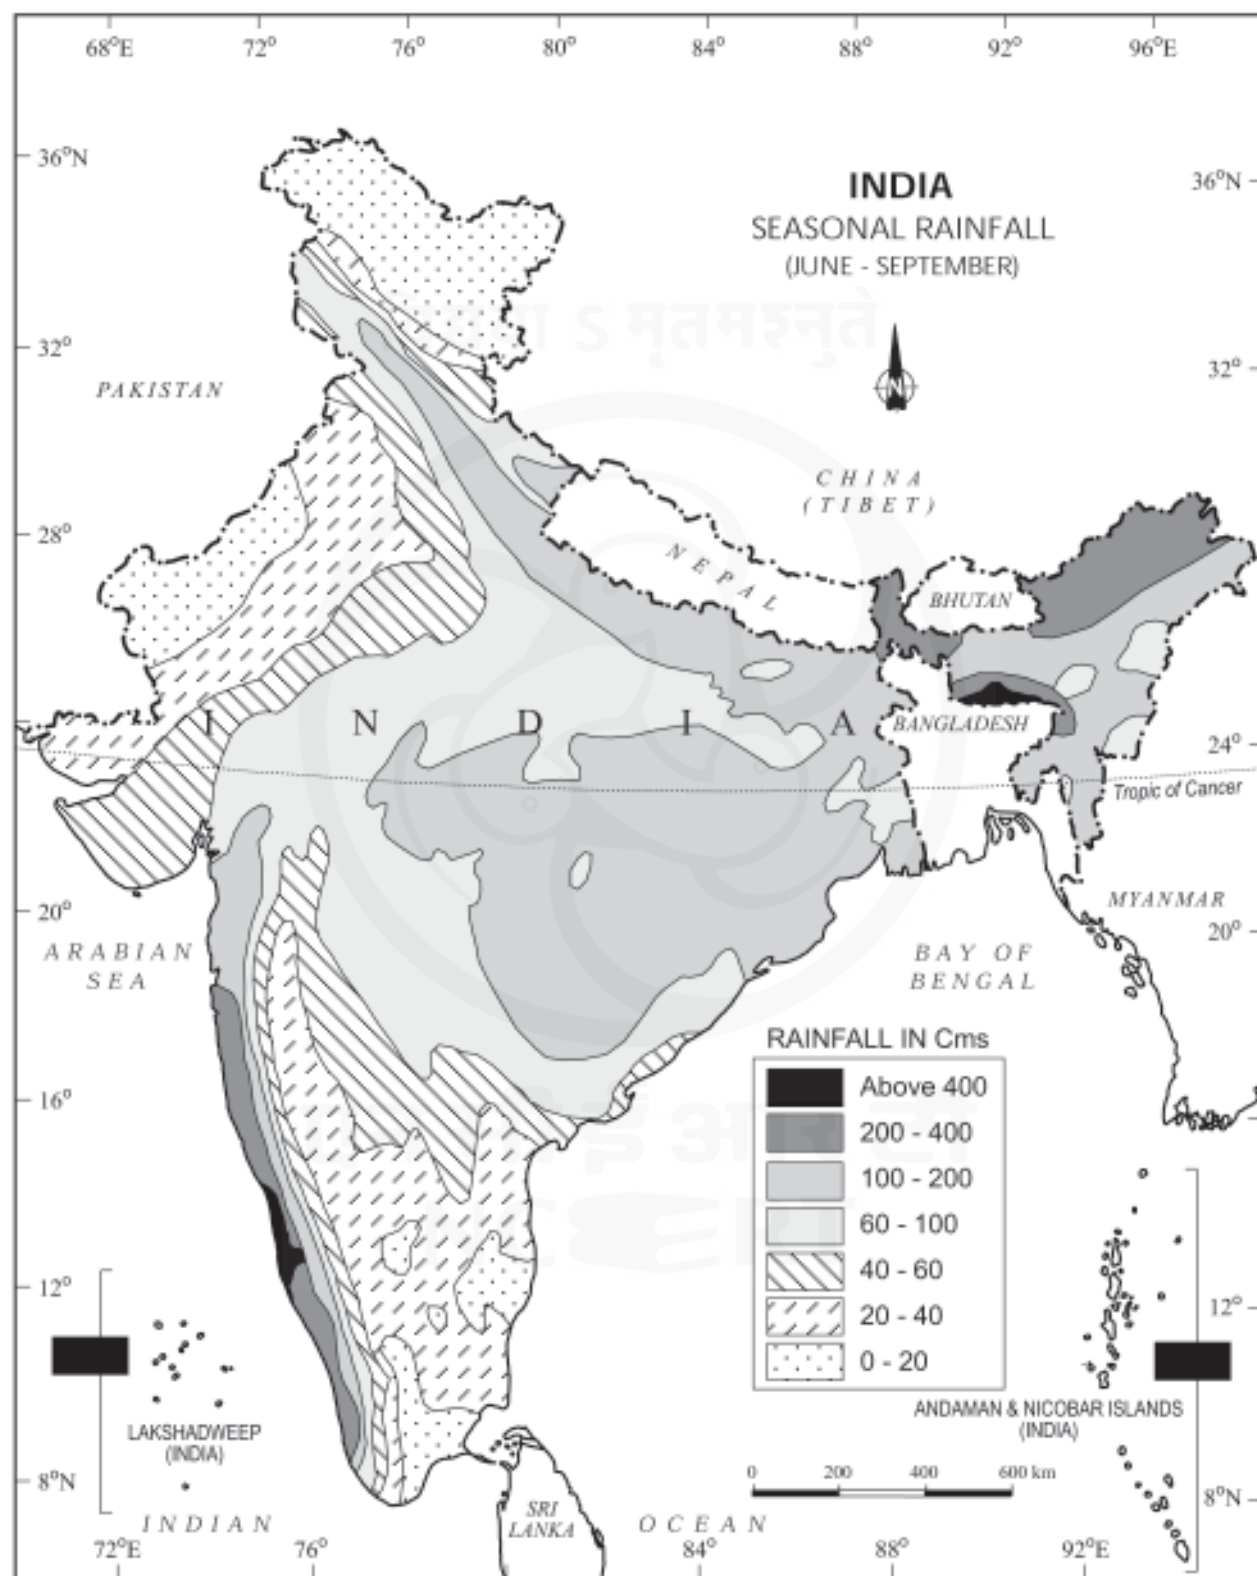 68°E 72° 76° 80° 84° 88° 92° 96°E
36°N
36°N
INDIA
SEASONAL RAINFALL
(JUNE - SEPTEMBER)
S मृतमश्नुते
N
32°
32°
PAKISTAN
CHINA
(TIBET)
28°
NEPAL
BHUTAN
I N D I A
BANGLADESH
24°
Tropic of Cancer
20°
MYANMAR
20°
ARABIAN
SEA
BAY OF
BENGAL
RAINFALL IN Cms
Above 400
200 - 400
100 - 200
60 - 100
40 - 60
20 - 40
0 - 20
16°
12°
12°
LAKSHADWEEP
(INDIA)
ANDAMAN & NICOBAR ISLANDS
(INDIA)
0 200 400 600 km
8°N
8°N
SRI
LANKA
INDIAN OCEAN
72°E 76° 84° 88° 92°E